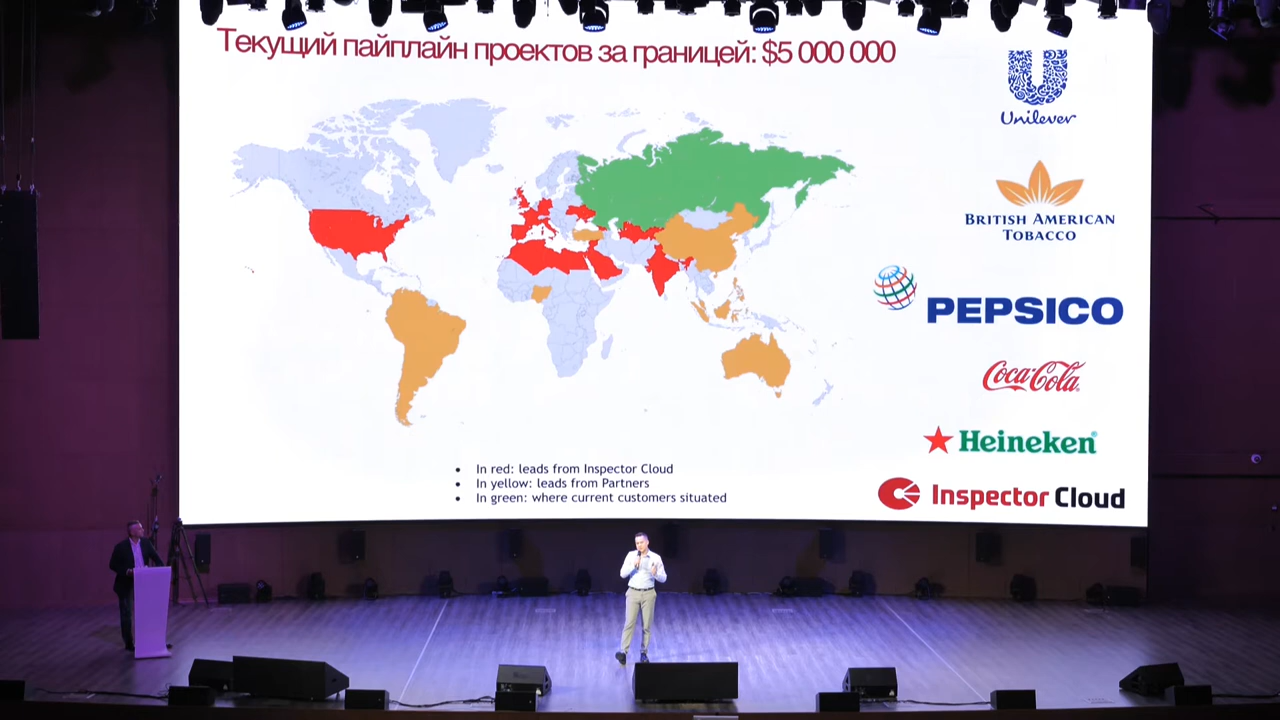 Текущий пайплайн проектов за границей: $5 000 000
Unilever
BRITISH AMERICAN
TOBACCO
PEPSICO
Coca-Cola
Heineken
Inspector Cloud
• In red: leads from Inspector Cloud
• In yellow: leads from Partners
• In green: where current customers situated